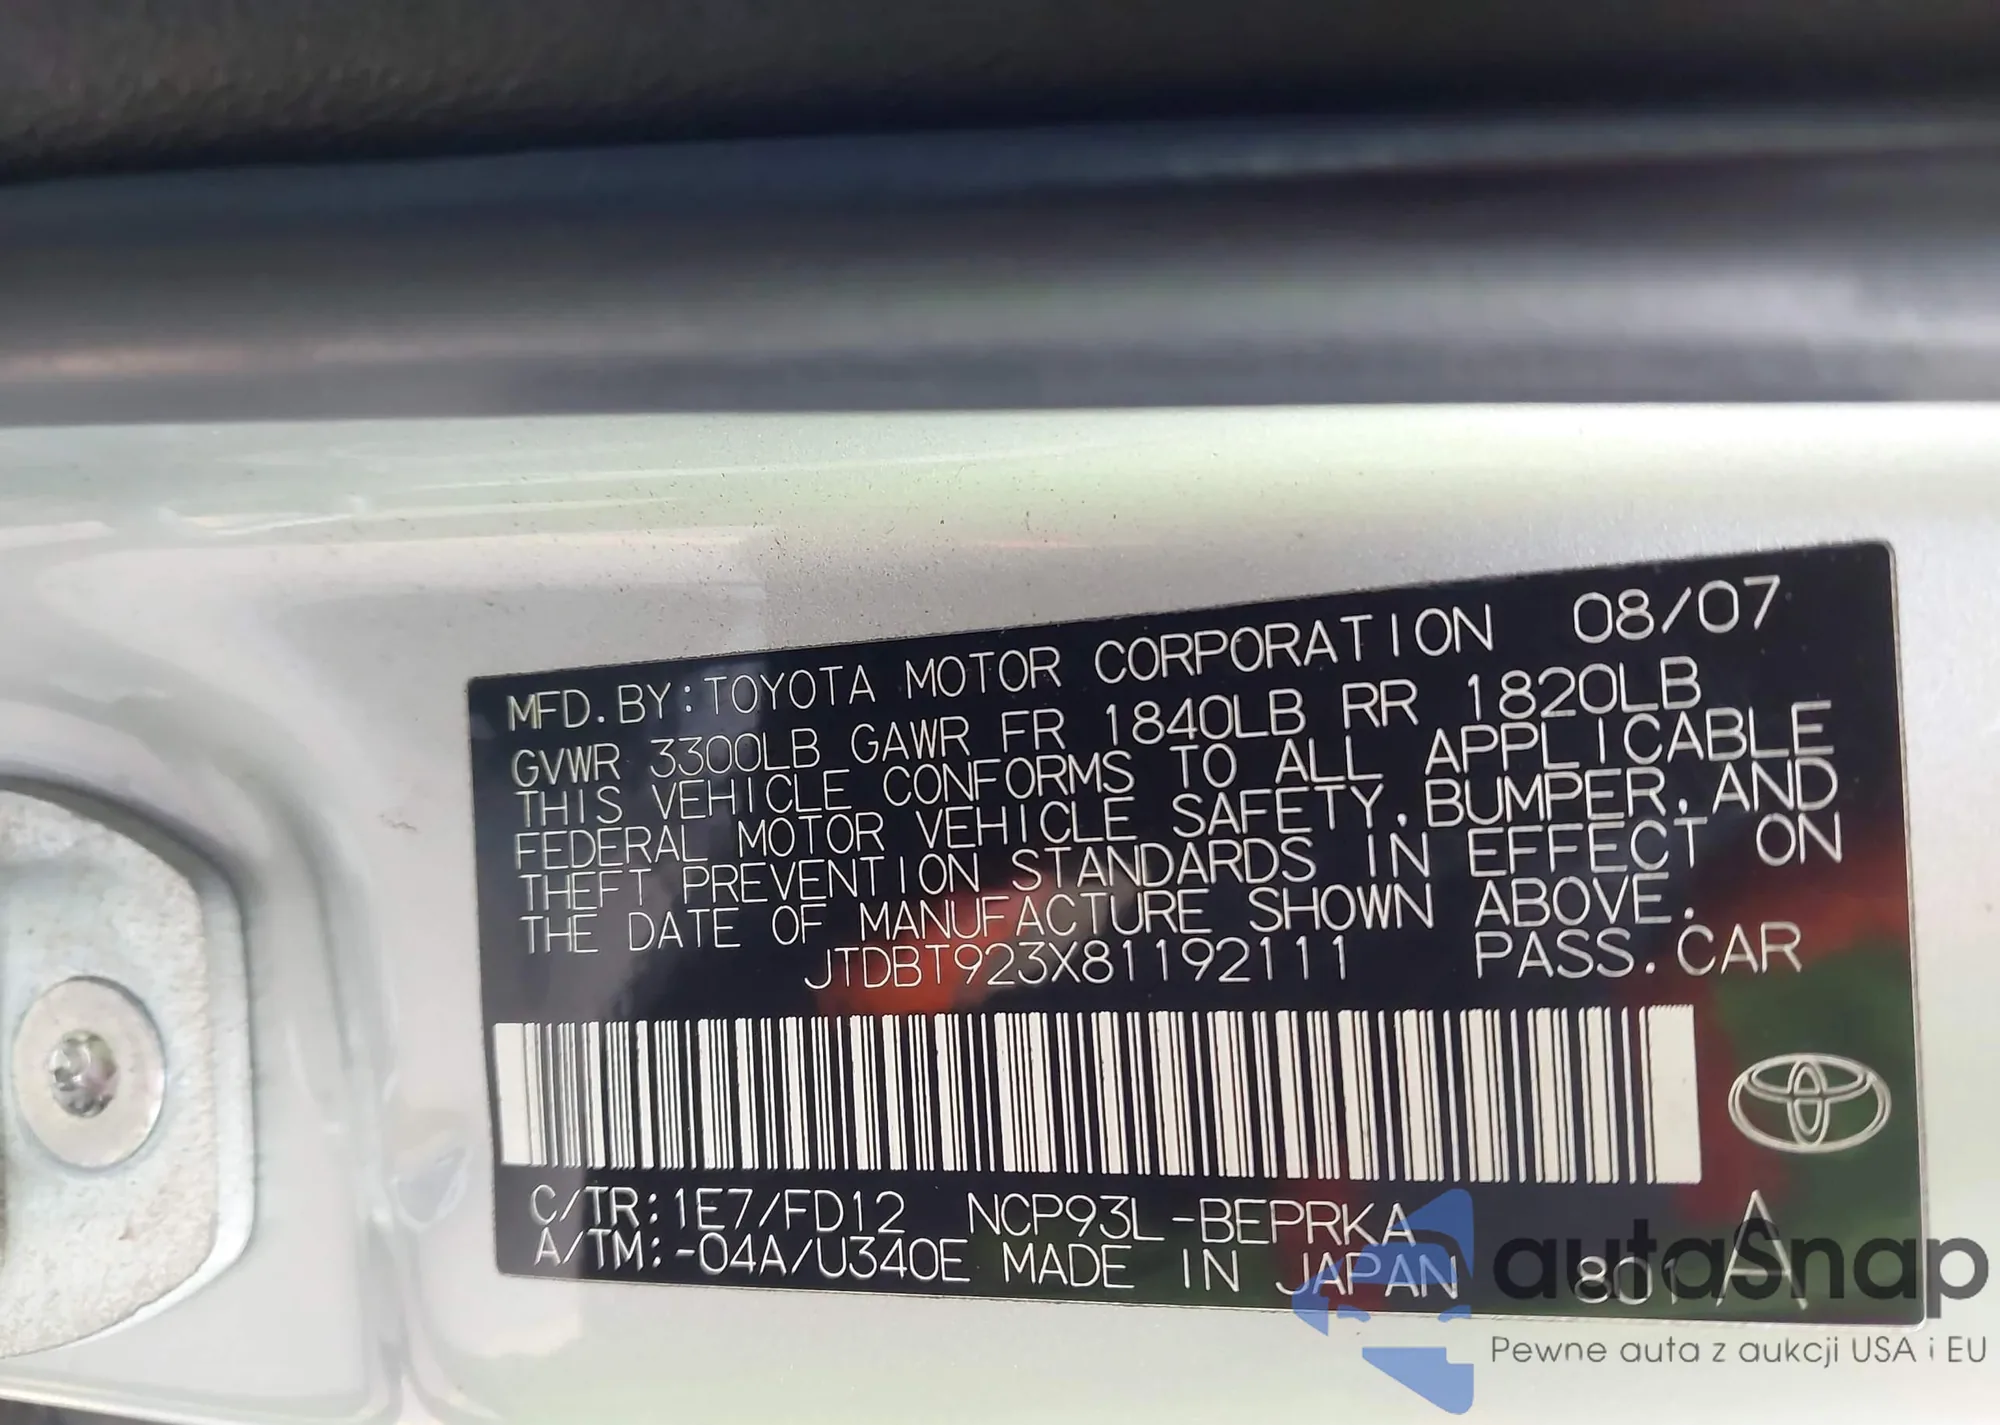 MFD. BY: TOYOTA MOTOR CORPORATION 08/07
GVWR 3300LB GAWR FR 1840LB RR 1820LB
THIS VEHICLE CONFORMS TO ALL APPLICABLE
FEDERAL MOTOR VEHICLE SAFETY, BUMPER, AND
THEFT PREVENTION STANDARDS IN EFFECT ON
THE DATE OF MANUFACTURE SHOWN ABOVE.
JTDBT923X81192111 PASS. CAR
C/TR: 1E7/FD12 NCP93L-BEPRKA A
A/TM: -04A/U340E MADE IN JAPAN 801
autaSnap
Pewne auta z aukcji USA i EU